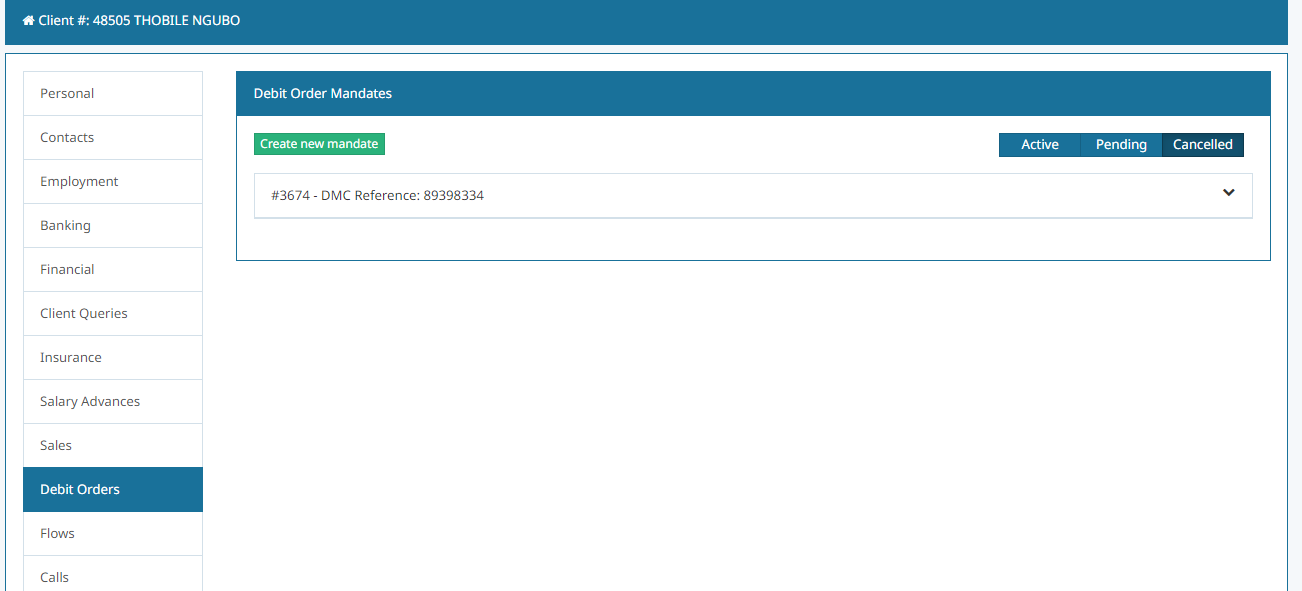 Client #: 48505 THOBILE NGUBO
Personal
Contacts
Employment
Banking
Financial
Client Queries
Insurance
Salary Advances
Sales
Debit Orders
Flows
Calls
Debit Order Mandates
Create new mandate
Active Pending Cancelled
#3674 - DMC Reference: 89398334